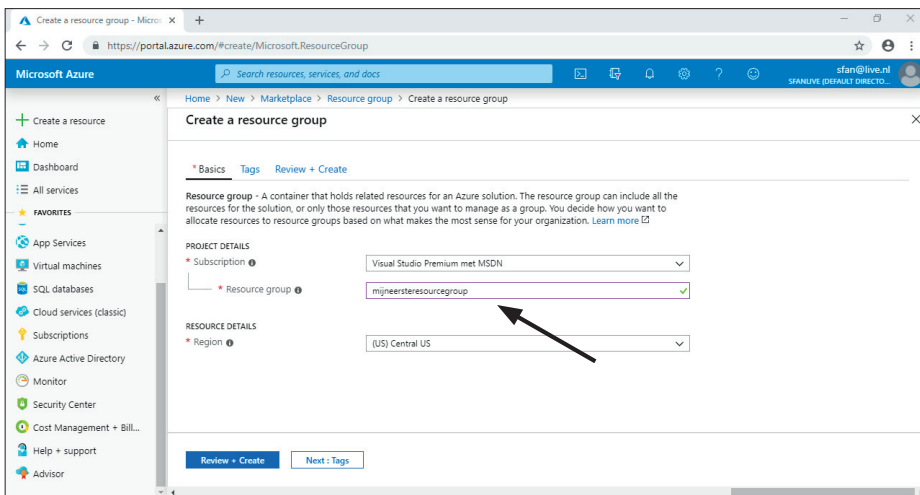 Create a resource group - Micros
https://portal.azure.com/#create/Microsoft.ResourceGroup
Microsoft Azure
Search resources, services, and docs
sfan@live.nl
SFANLIVE (DEFAULT DIRECTO...
Home > New > Marketplace > Resource group > Create a resource group
Create a resource group
Create a resource
Home
Dashboard
All services
FAVORITES
App Services
Virtual machines
SQL databases
Cloud services (classic)
Subscriptions
Azure Active Directory
Monitor
Security Center
Cost Management + Bill...
Help + support
Advisor
* Basics Tags Review + Create
Resource group - A container that holds related resources for an Azure solution. The resource group can include all the
resources for the solution, or only those resources that you want to manage as a group. You decide how you want to
allocate resources to resource groups based on what makes the most sense for your organization. Learn more
PROJECT DETAILS
* Subscription
Visual Studio Premium met MSDN
* Resource group
mijneersteresourcegroup
RESOURCE DETAILS
* Region
(US) Central US
Review + Create
Next : Tags